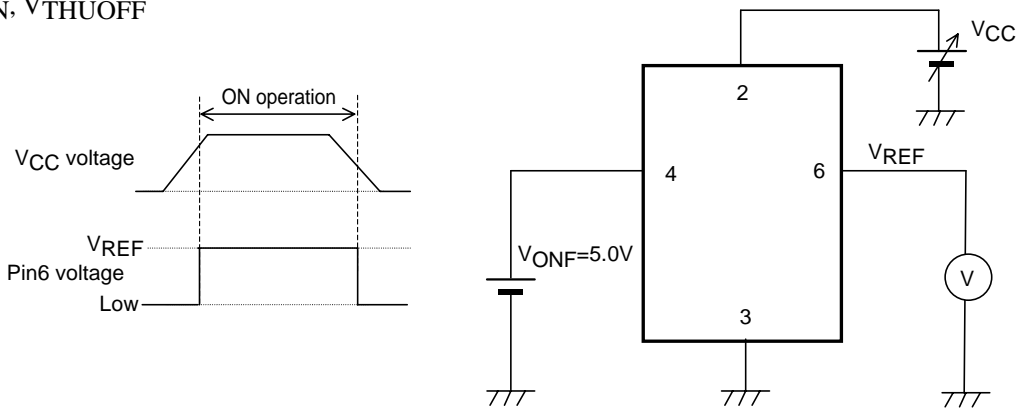 N, VTHUOFF
ON operation
VCC voltage
VREF
Pin6 voltage
Low
VCC
2
VREF
4
6
VONF=5.0V
V
3